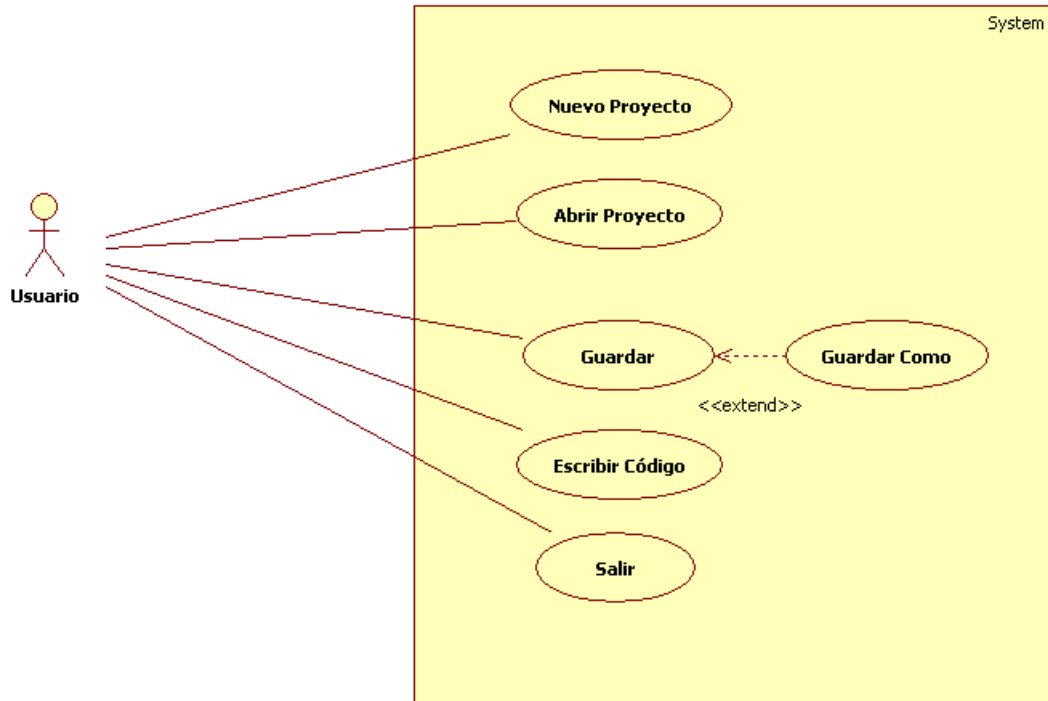 System
Nuevo Proyecto
Abrir Proyecto
Usuario
Guardar
Guardar Como
<<extend>>
Escribir Código
Salir